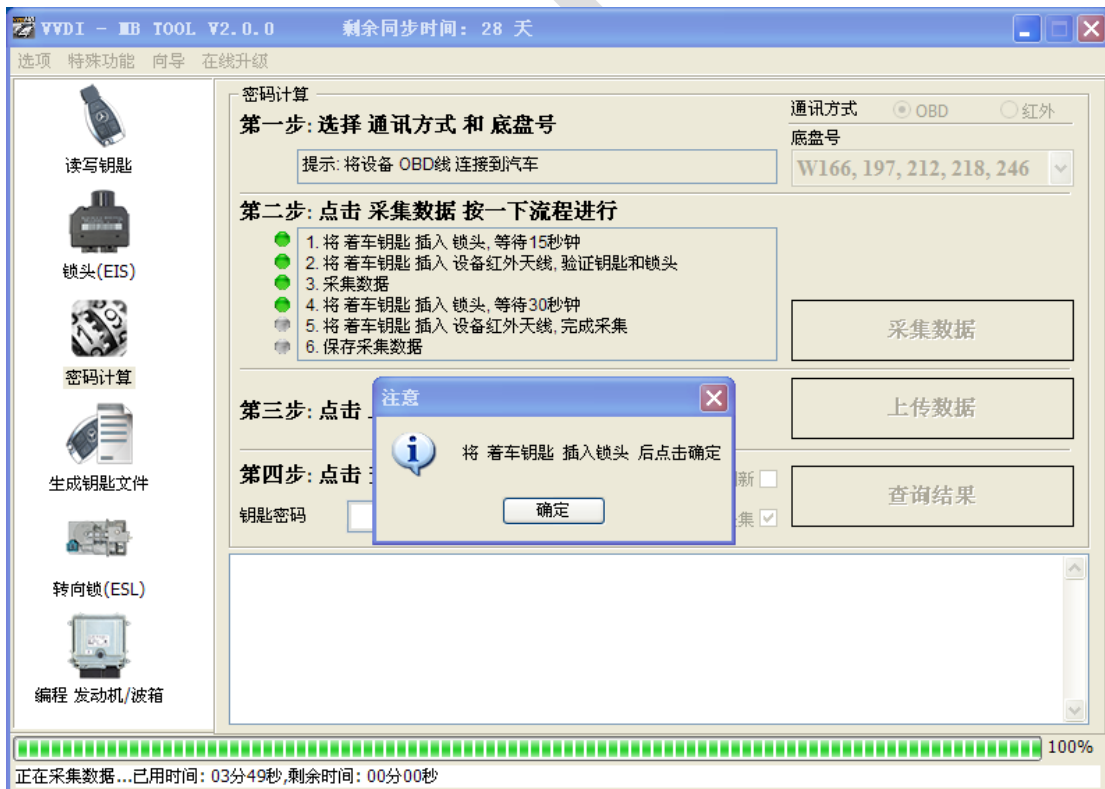 VVDI - MB TOOL V2.0.0 剩余同步时间: 28 天
选项 特殊功能 向导 在线升级
读写钥匙
锁头(EIS)
密码计算
生成钥匙文件
转向锁(ESL)
编程 发动机/波箱
密码计算
第一步: 选择 通讯方式 和 底盘号
提示: 将设备 OBD线 连接到汽车
通讯方式 OBD 红外
底盘号
W166, 197, 212, 218, 246
第二步: 点击 采集数据 按一下流程进行
1. 将 着车钥匙 插入 锁头, 等待15秒钟
2. 将 着车钥匙 插入 设备红外天线, 验证钥匙和锁头
3. 采集数据
4. 将 着车钥匙 插入 锁头, 等待30秒钟
5. 将 着车钥匙 插入 设备红外天线, 完成采集
6. 保存采集数据
采集数据
第三步: 点击
上传数据
第四步: 点击
新
钥匙密码
集
查询结果
注意
将 着车钥匙 插入锁头 后点击确定
确定
100%
正在采集数据...已用时间: 03分49秒,剩余时间: 00分00秒